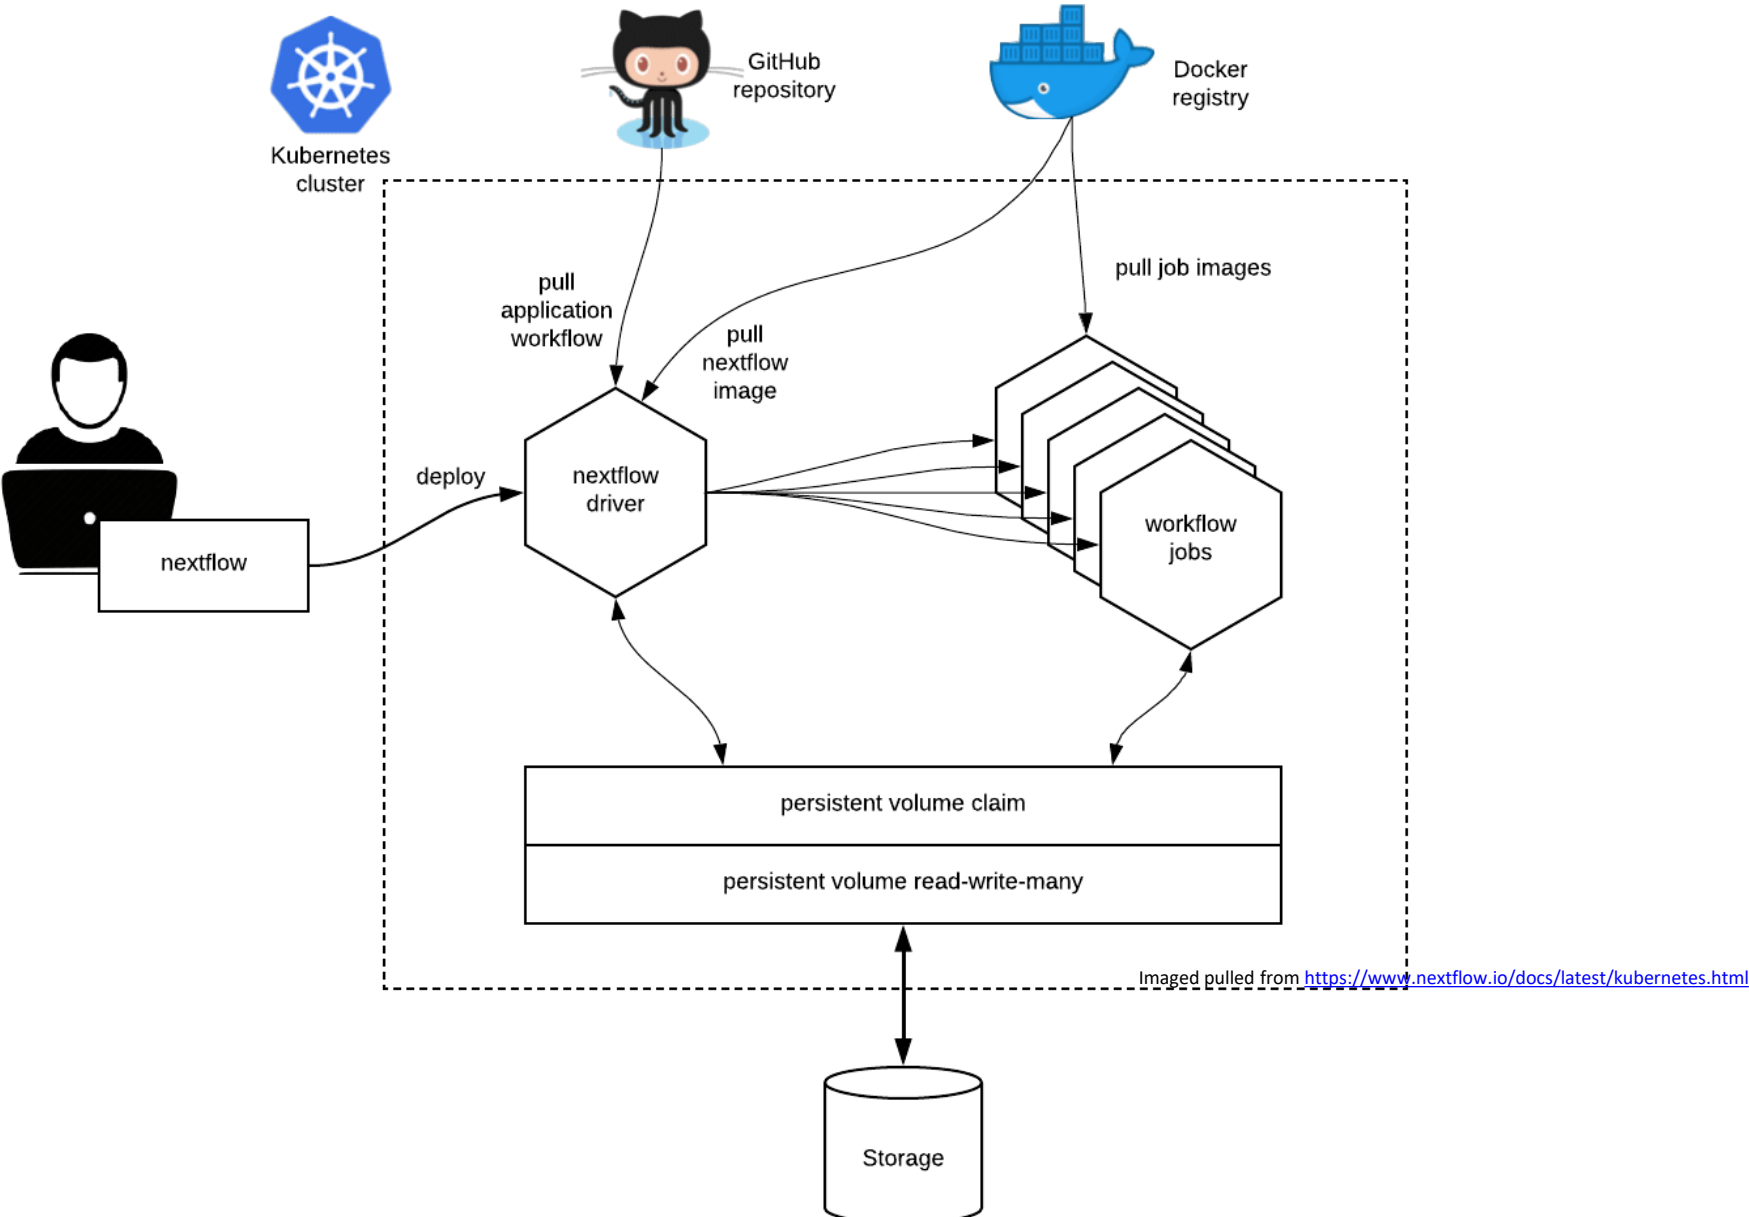 GitHub
repository
Docker
registry
Kubernetes
cluster
pull job images
pull
application
workflow
pull
nextflow
image
deploy
nextflow
driver
workflow
jobs
nextflow
persistent volume claim
persistent volume read-write-many
Imaged pulled from https://www.nextflow.io/docs/latest/kubernetes.html
Storage